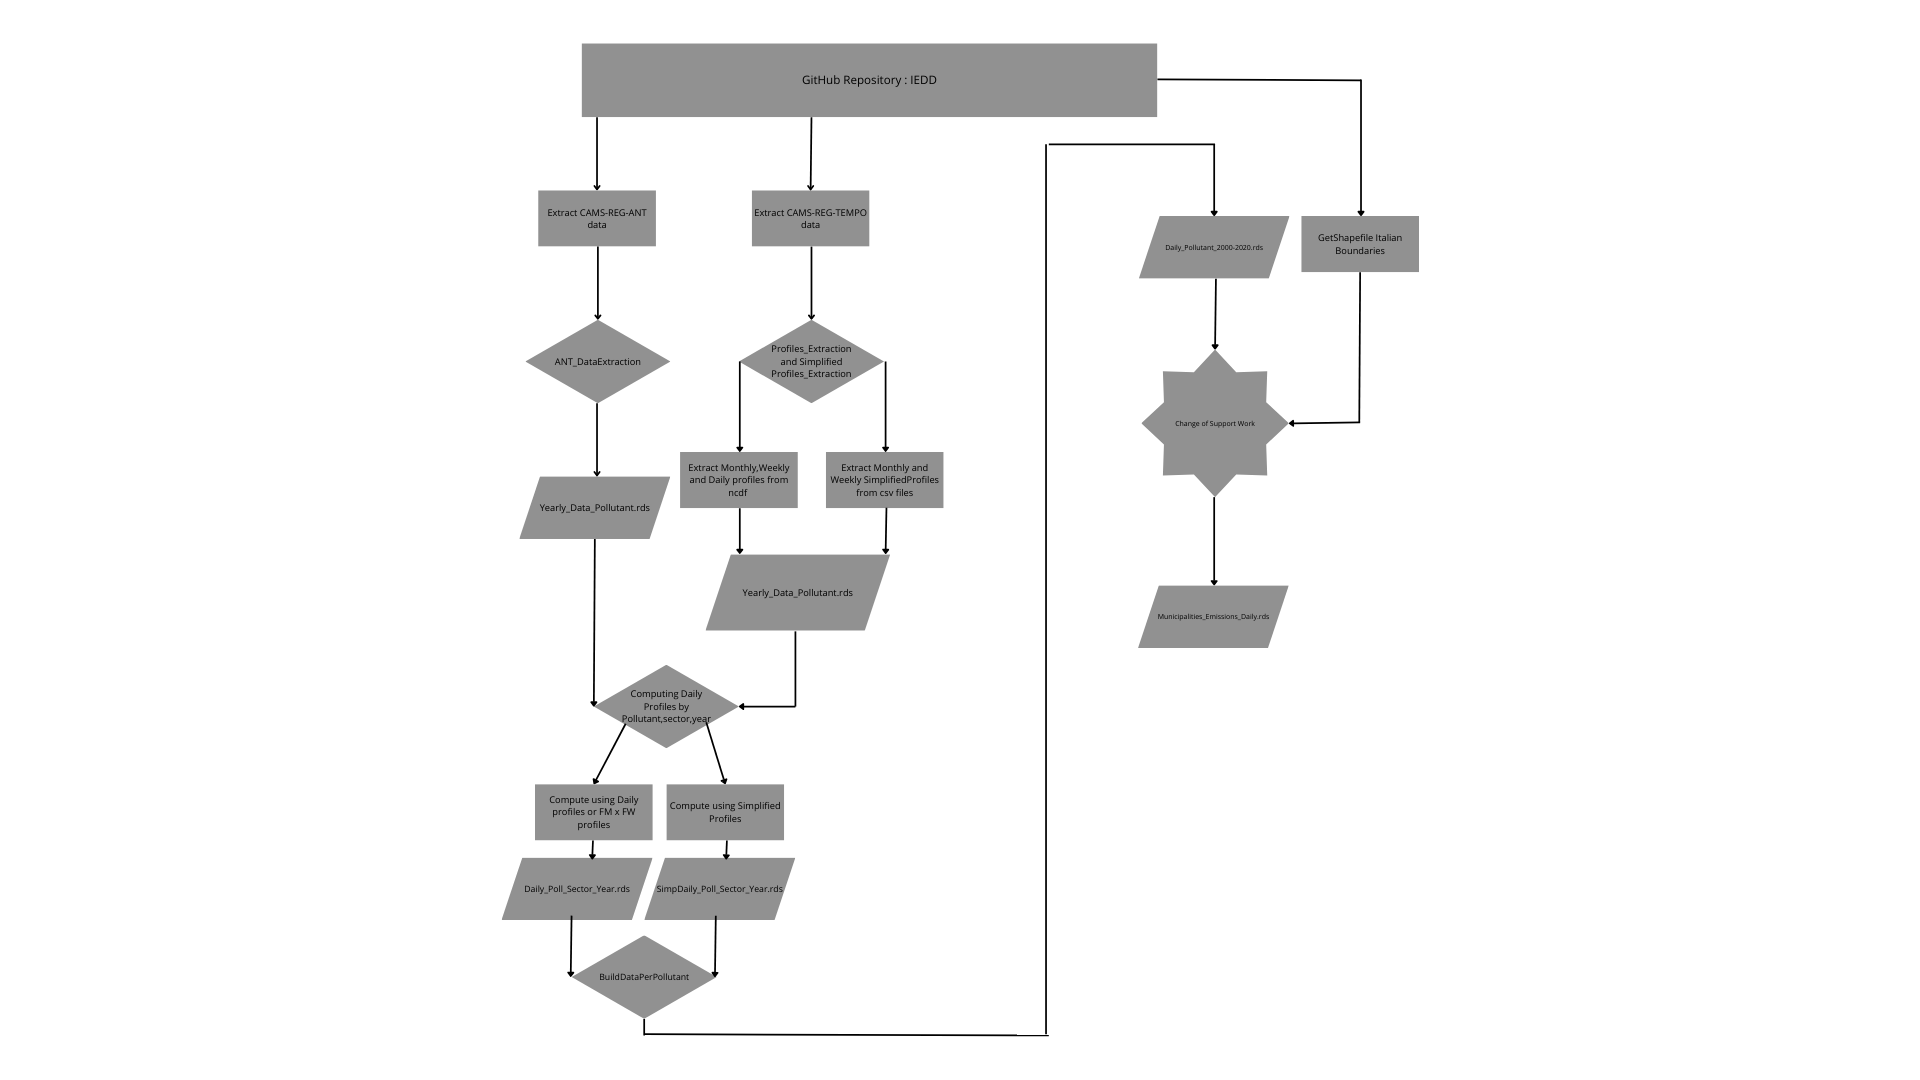 GitHub Repository : IEDD
Extract CAMS-REG-ANT
data
Extract CAMS-REG-TEMPO
data
ANT_DataExtraction
Profiles_Extraction
and Simplified
Profiles_Extraction
Extract Monthly,Weekly
and Daily profiles from
ncdf
Extract Monthly and
Weekly SimplifiedProfiles
from csv files
Yearly_Data_Pollutant.rds
Yearly_Data_Pollutant.rds
Computing Daily
Profiles by
Pollutant,sector,year
Compute using Daily
profiles or FM x FW
profiles
Compute using Simplified
Profiles
Daily_Poll_Sector_Year.rds
SimpDaily_Poll_Sector_Year.rds
BuildDataPerPollutant
Daily_Pollutant_2000-2020.rds
GetShapefile Italian
Boundaries
Change of Support Work
Municipalities_Emissions_Daily.rds